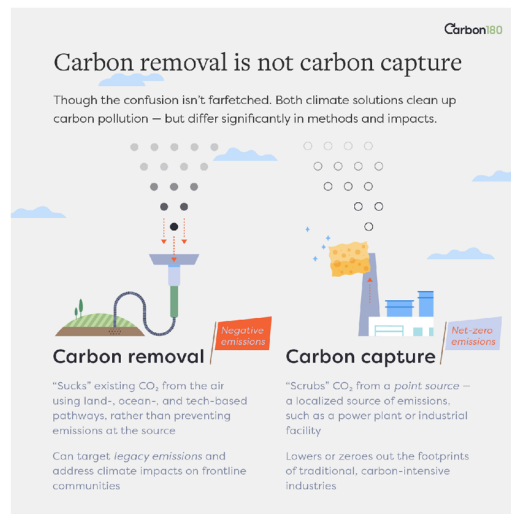 Carbon180
Carbon removal is not carbon capture
Though the confusion isn't farfetched. Both climate solutions clean up
carbon pollution — but differ significantly in methods and impacts.
Negative
emissions
Carbon removal
"Sucks" existing CO₂ from the air
using land-, ocean-, and tech-based
pathways, rather than preventing
emissions at the source
Can target legacy emissions and
address climate impacts on frontline
communities
Net-zero
emissions
Carbon capture
"Scrubs" CO₂ from a point source —
a localized source of emissions,
such as a power plant or industrial
facility
Lowers or zeroes out the footprints
of traditional, carbon-intensive
industries